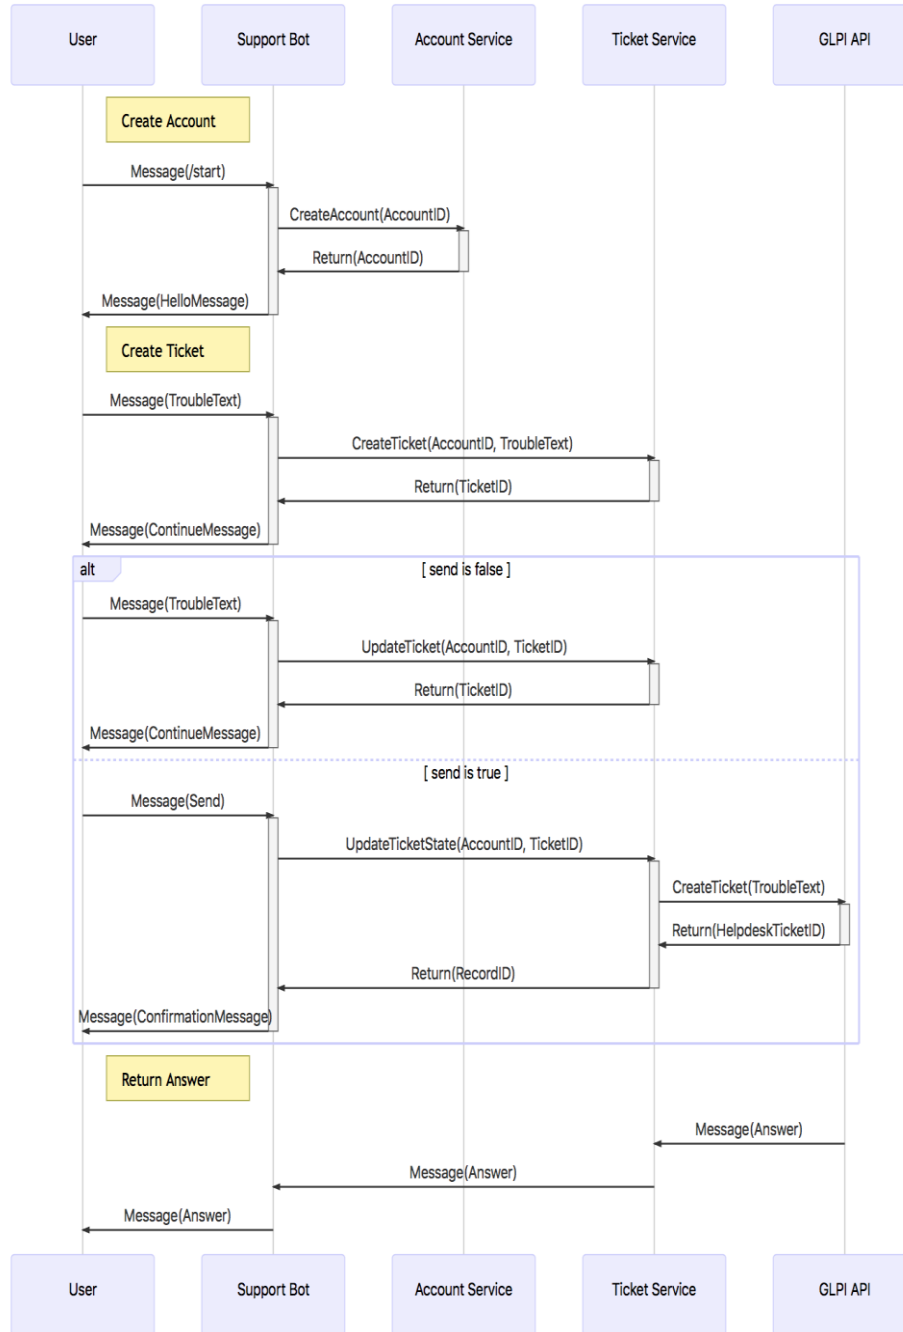 User
Support Bot
Account Service
Ticket Service
GLPI API
Create Account
Message(/start)
CreateAccount(AccountID)
Return(AccountID)
Message(HelloMessage)
Create Ticket
Message(TroubleText)
CreateTicket(AccountID, TroubleText)
Return(TicketID)
Message(ContinueMessage)
alt
[ send is false ]
Message(TroubleText)
UpdateTicket(AccountID, TicketID)
Return(TicketID)
Message(ContinueMessage)
[ send is true ]
Message(Send)
UpdateTicketState(AccountID, TicketID)
CreateTicket(TroubleText)
Return(HelpdeskTicketID)
Return(RecordID)
Message(ConfirmationMessage)
Return Answer
Message(Answer)
Message(Answer)
Message(Answer)
User
Support Bot
Account Service
Ticket Service
GLPI API